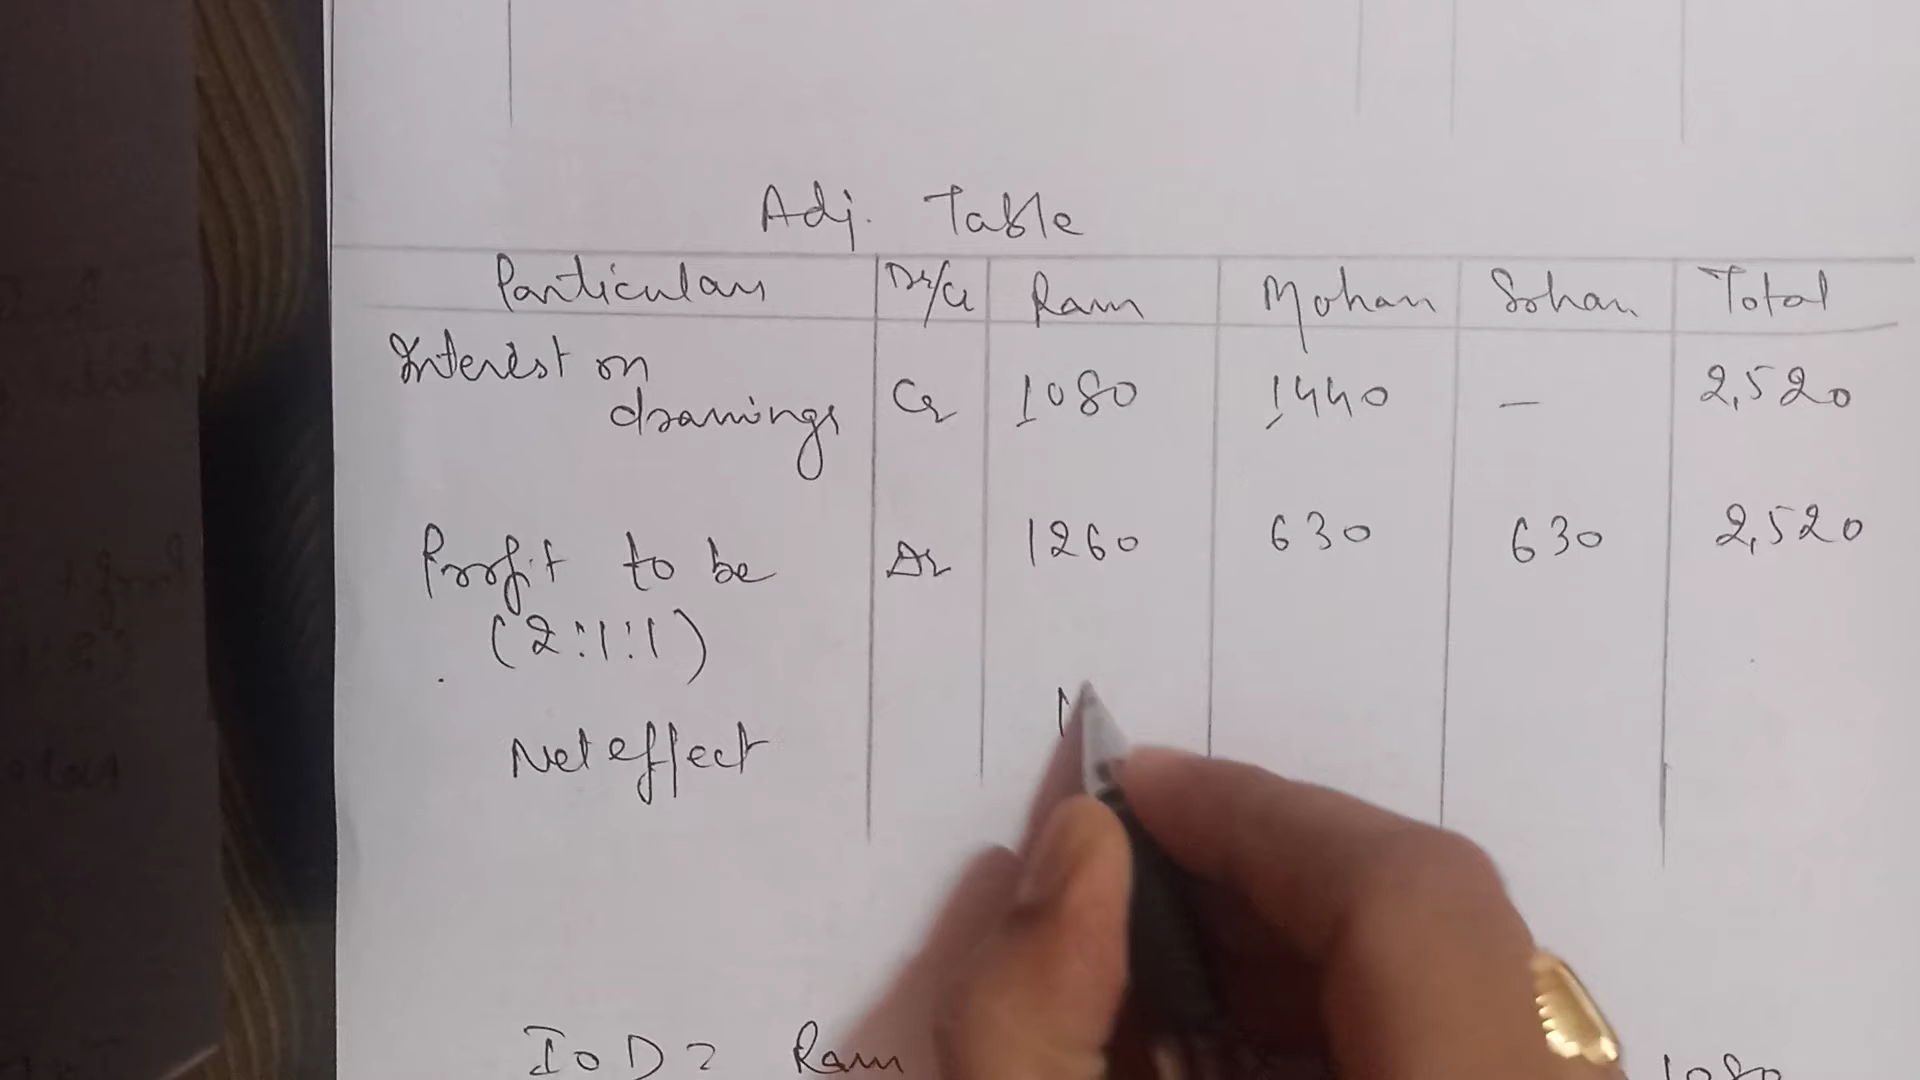 Adj. Table
Particulars Dr/Cr Ram Mohan Sohan Total
Interest on
drawings Cr 1080 1440 — 2,520
Profit to be Dr 1260 630 630 2,520
(2:1:1)
Net effect
IoD = Ram 1080